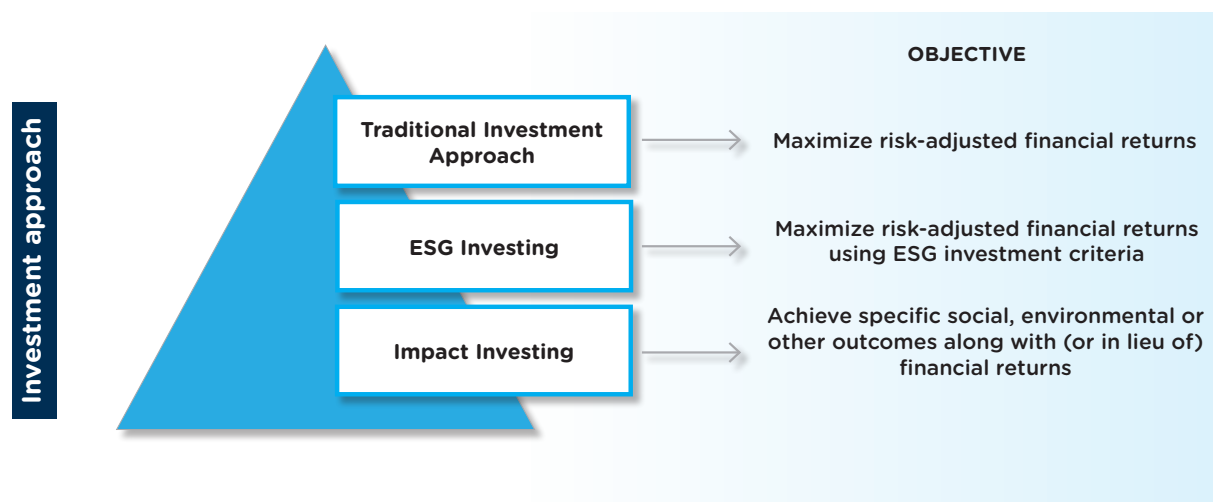 Investment approach
OBJECTIVE
Traditional Investment
Approach
Maximize risk-adjusted financial returns
ESG Investing
Maximize risk-adjusted financial returns
using ESG investment criteria
Impact Investing
Achieve specific social, environmental or
other outcomes along with (or in lieu of)
financial returns